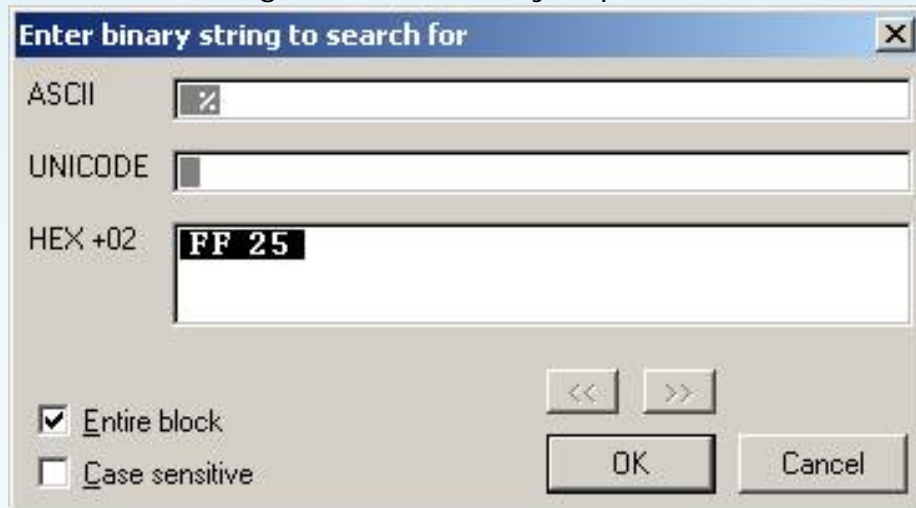 Enter binary string to search for
ASCII %
UNICODE
HEX +02 FF 25
<< >>
Entire block
Case sensitive
OK Cancel